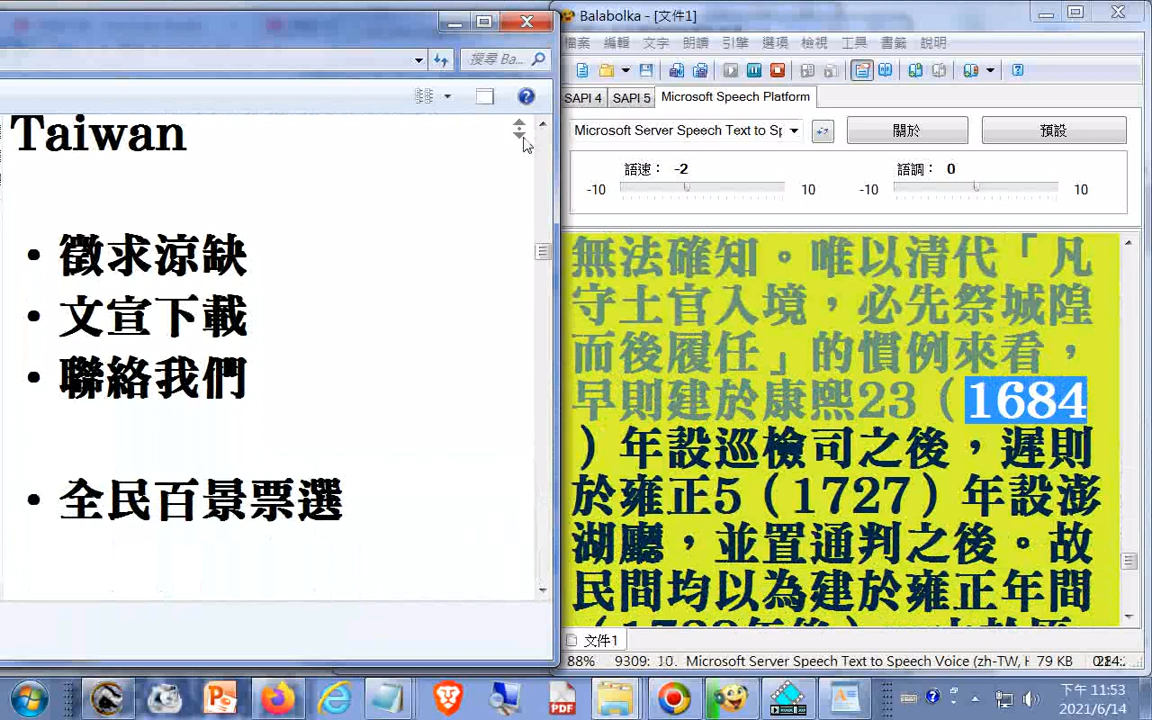 Balabolka - [文件1]
搜尋 Ba...
檔案 編輯 文字 朗讀 引擎 選項 檢視 工具 書籤 說明
SAPI 4 SAPI 5 Microsoft Speech Platform
Microsoft Server Speech Text to Sp
關於
預設
語速： -2
語調： 0
-10 10
-10 10
Taiwan
• 徵求涼缺
• 文宣下載
• 聯絡我們
• 全民百景票選
無法確知。唯以清代「凡
守土官入境，必先祭城隍
而後履任」的慣例來看，
早則建於康熙23（1684
）年設巡檢司之後，遲則
於雍正5（1727）年設澎
湖廳，並置通判之後。故
民間均以為建於雍正年間
文件1
88% 9309: 10. Microsoft Server Speech Text to Speech Voice (zh-TW, H 79 KB
PDF
下午 11:53
2021/6/14